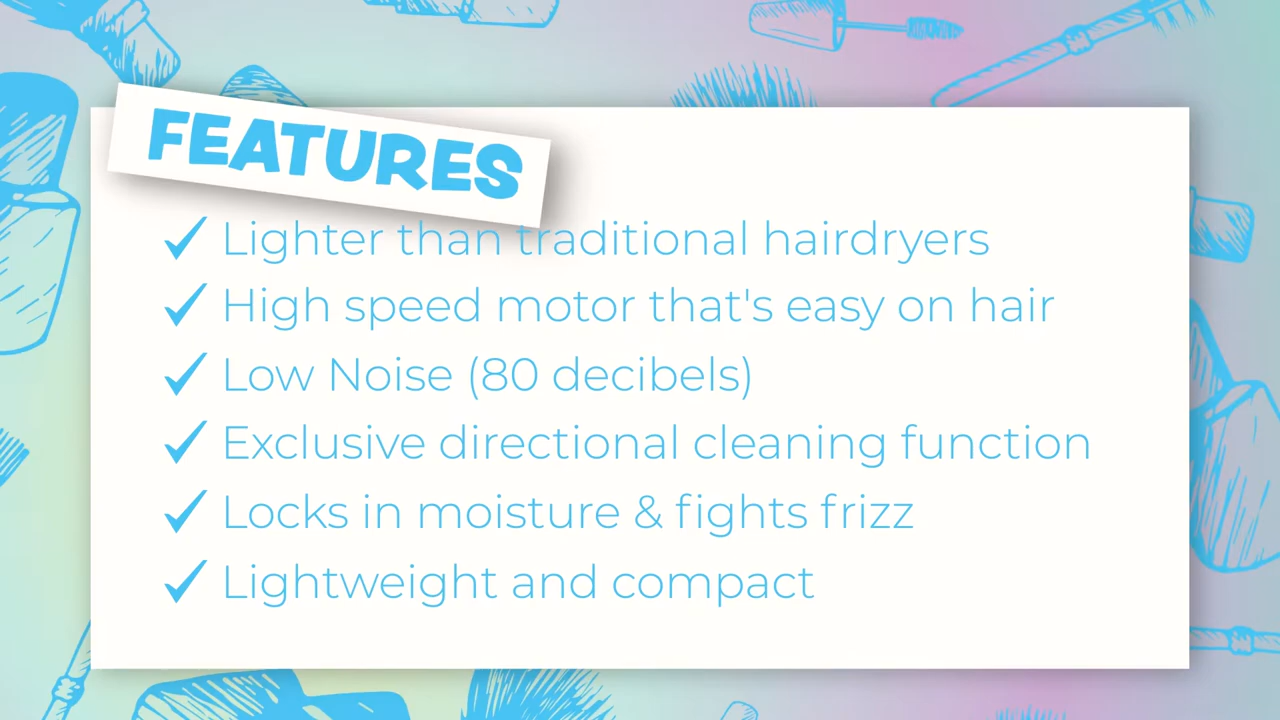 FEATURES
Lighter than traditional hairdryers
High speed motor that's easy on hair
Low Noise (80 decibels)
Exclusive directional cleaning function
Locks in moisture & fights frizz
Lightweight and compact